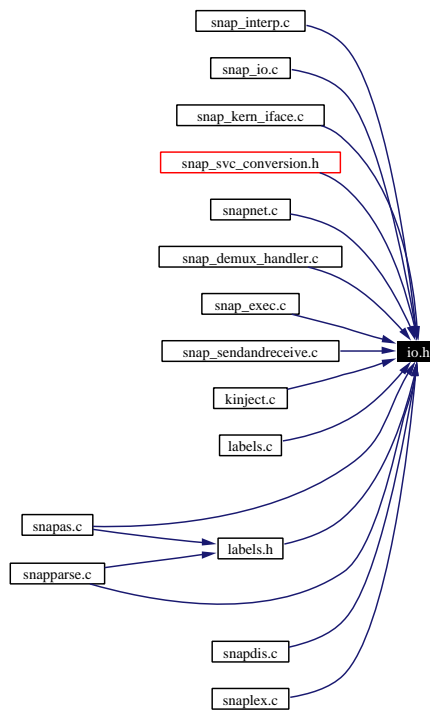 snap_interp.c
snap_io.c
snap_kern_iface.c
snap_svc_conversion.h
snapnet.c
snap_demux_handler.c
snap_exec.c
io.h
snap_sendandreceive.c
kinject.c
labels.c
snapas.c
labels.h
snapparse.c
snapdis.c
snaplex.c